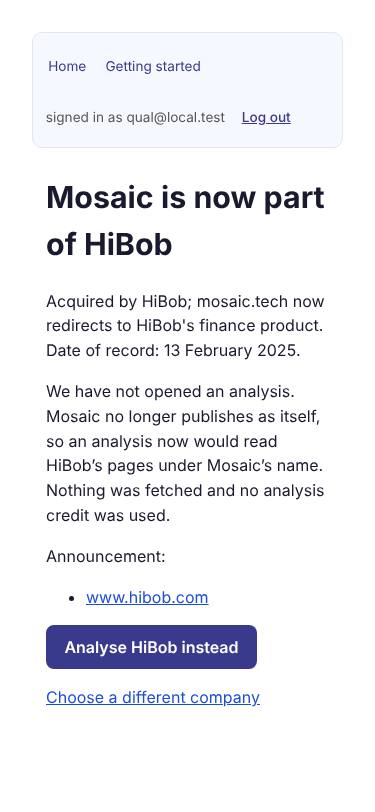 Home Getting started
signed in as qual@local.test Log out
Mosaic is now part
of HiBob
Acquired by HiBob; mosaic.tech now
redirects to HiBob's finance product.
Date of record: 13 February 2025.
We have not opened an analysis.
Mosaic no longer publishes as itself,
so an analysis now would read
HiBob’s pages under Mosaic’s name.
Nothing was fetched and no analysis
credit was used.
Announcement:
• www.hibob.com
Analyse HiBob instead
Choose a different company